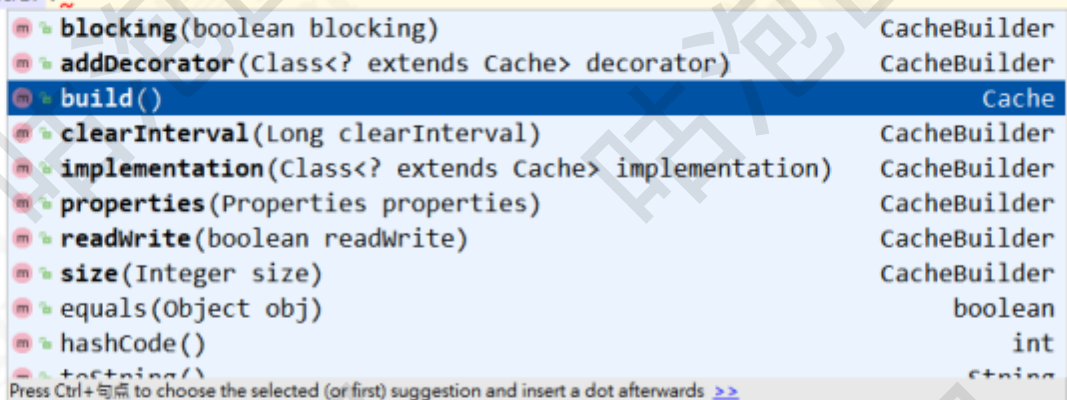 blocking(boolean blocking) CacheBuilder
addDecorator(Class<? extends Cache> decorator) CacheBuilder
build() Cache
clearInterval(Long clearInterval) CacheBuilder
implementation(Class<? extends Cache> implementation) CacheBuilder
properties(Properties properties) CacheBuilder
readWrite(boolean readWrite) CacheBuilder
size(Integer size) CacheBuilder
equals(Object obj) boolean
hashCode() int
toString() String
Press Ctrl+句点 to choose the selected (or first) suggestion and insert a dot afterwards >>